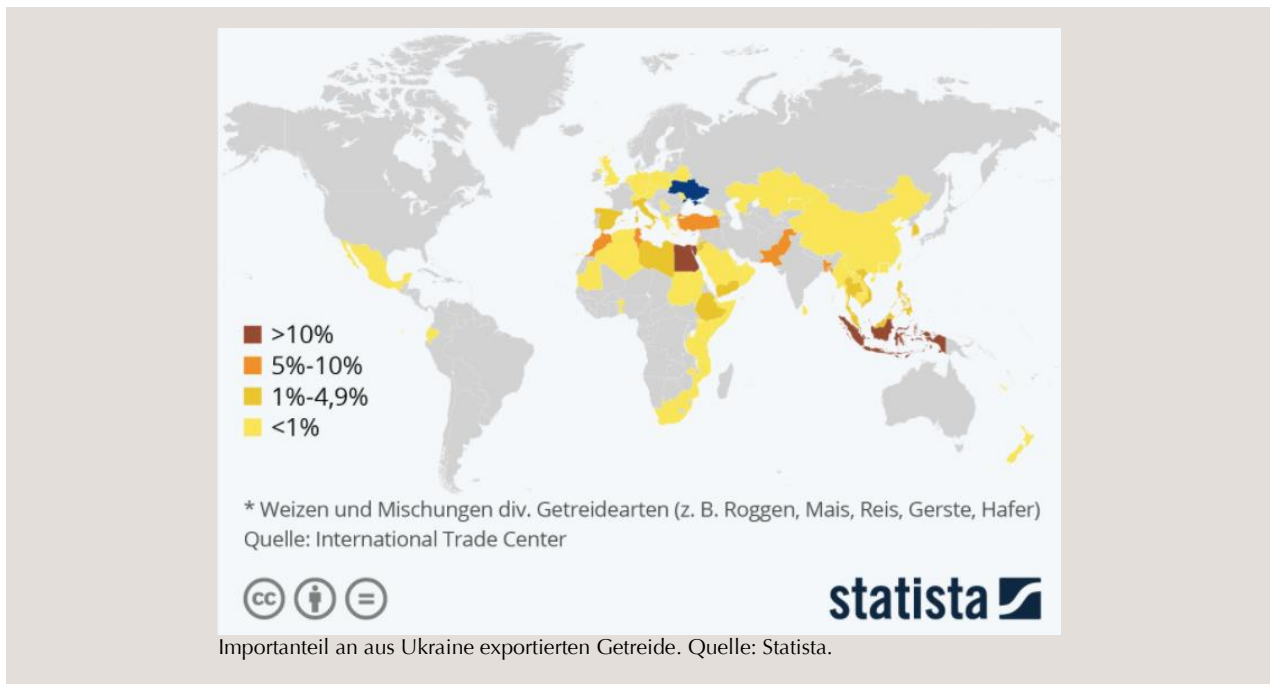 >10%
5%-10%
1%-4,9%
<1%
* Weizen und Mischungen div. Getreidearten (z. B. Roggen, Mais, Reis, Gerste, Hafer)
Quelle: International Trade Center
cc
statista
Importanteil an aus Ukraine exportierten Getreide. Quelle: Statista.